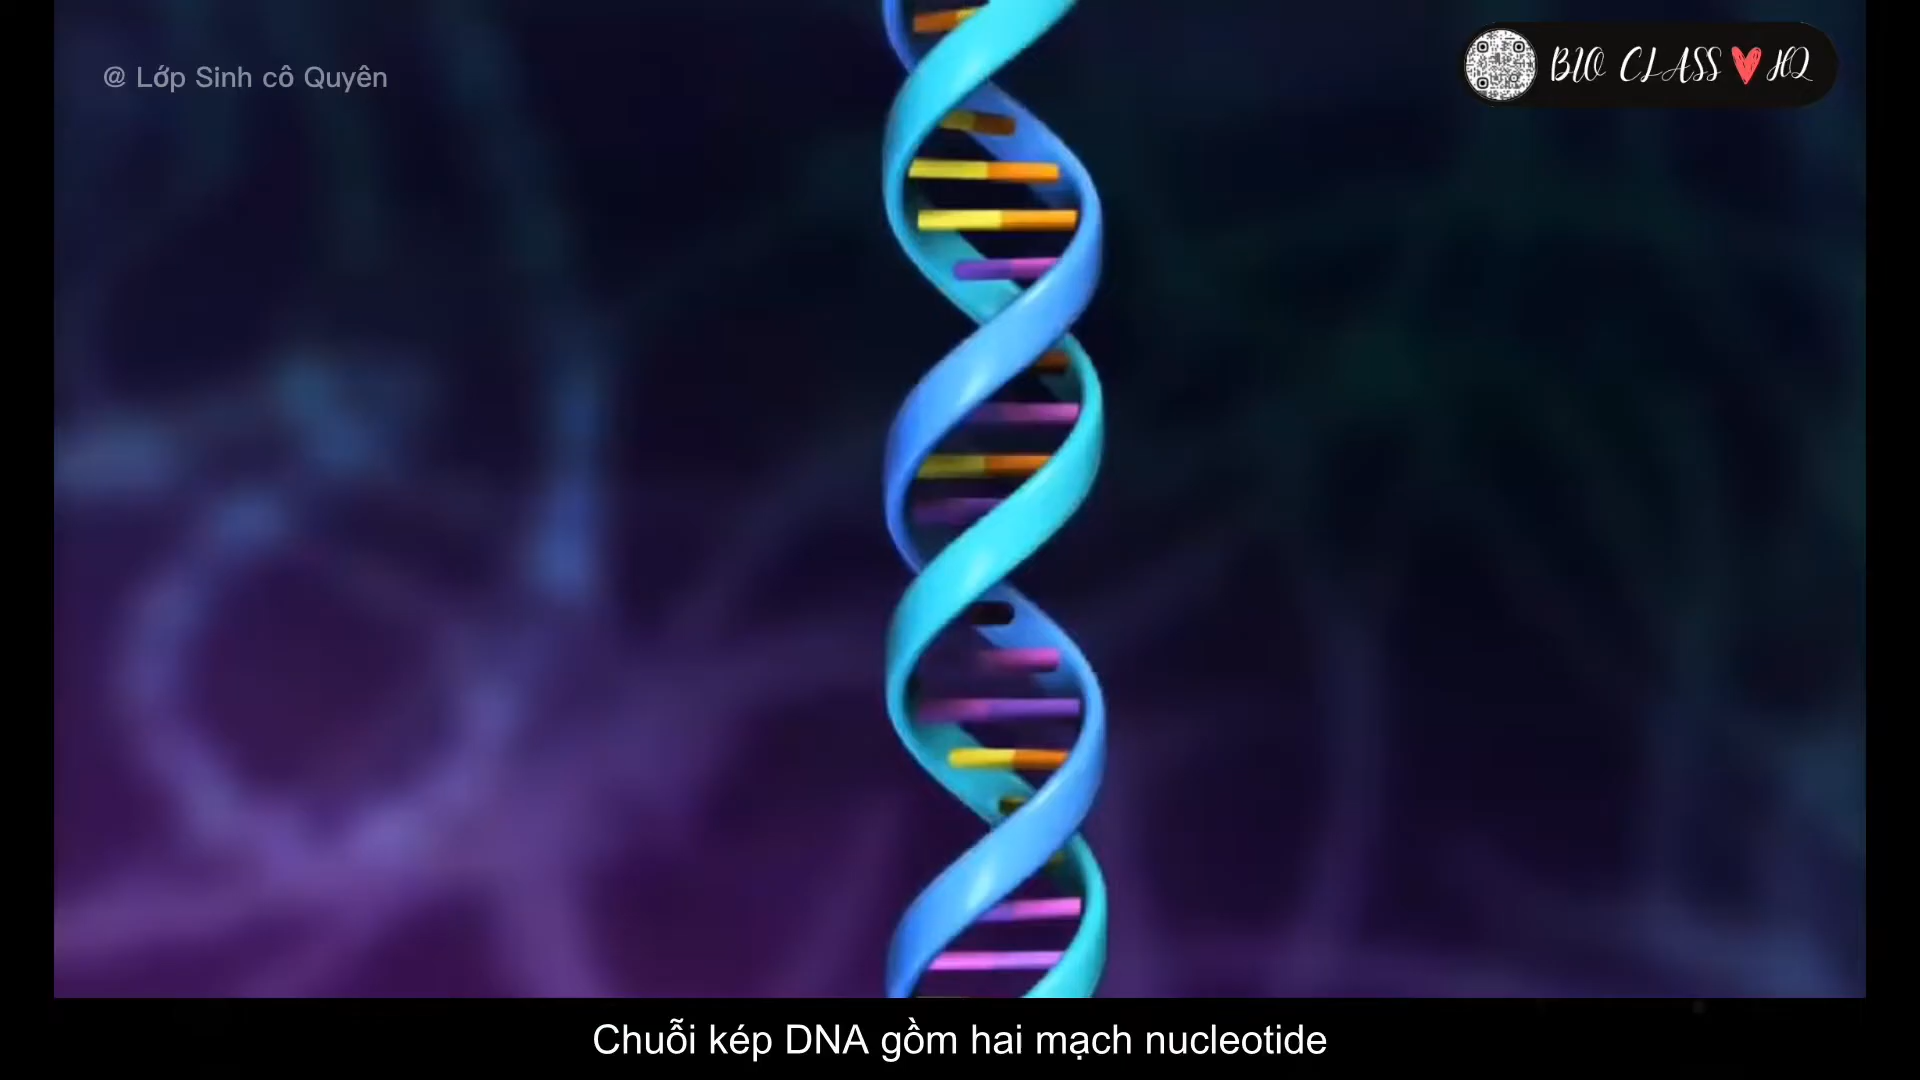 @ Lớp Sinh cô Quyên
BIO CLASS ❤ HQ
Chuỗi kép DNA gồm hai mạch nucleotide